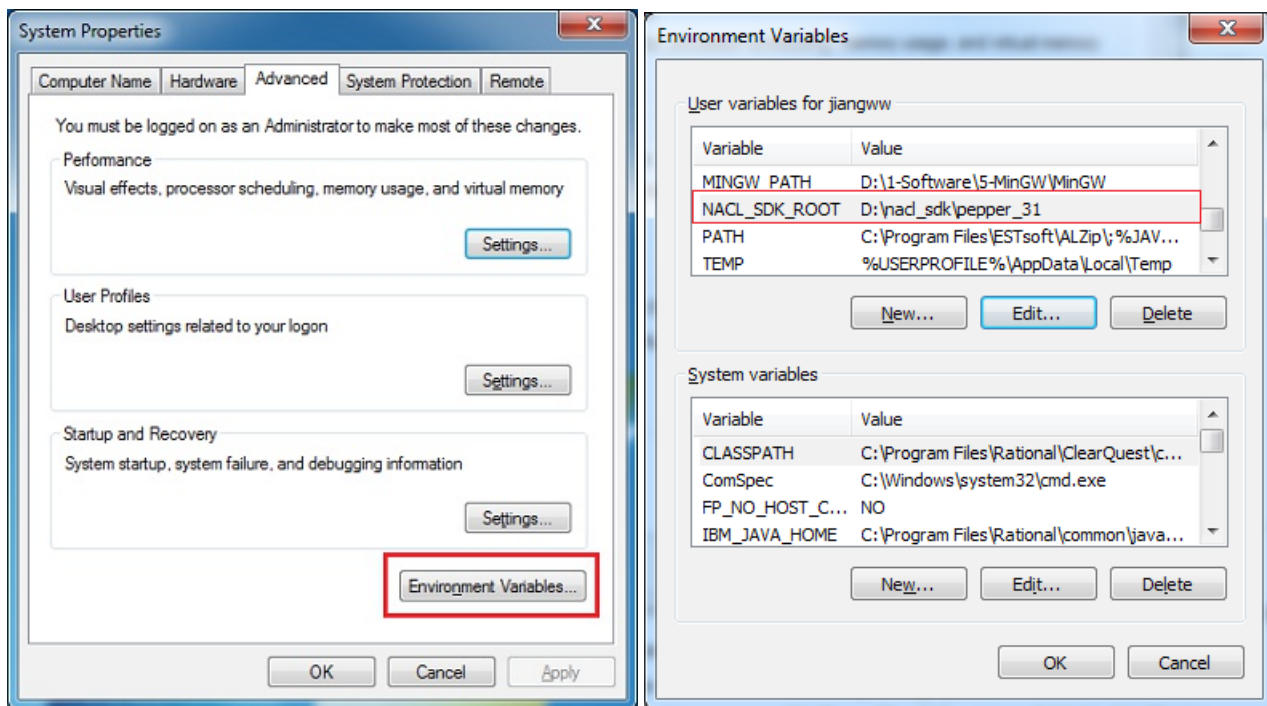 System Properties
Computer Name Hardware Advanced System Protection Remote
You must be logged on as an Administrator to make most of these changes.
Performance
Visual effects, processor scheduling, memory usage, and virtual memory
Settings...
User Profiles
Desktop settings related to your logon
Settings...
Startup and Recovery
System startup, system failure, and debugging information
Settings...
Environment Variables...
OK Cancel Apply
Environment Variables
User variables for jiangww
Variable Value
MINGW_PATH D:\1-Software\5-MinGW\MinGW
NACL_SDK_ROOT D:\nacl_sdk\pepper_31
PATH C:\Program Files\ESTsoft\ALZip\;%JAV...
TEMP %USERPROFILE%\AppData\Local\Temp
New... Edit... Delete
System variables
Variable Value
CLASSPATH C:\Program Files\Rational\ClearQuest\c...
ComSpec C:\Windows\system32\cmd.exe
FP_NO_HOST_C... NO
IBM_JAVA_HOME C:\Program Files\Rational\common\java...
New... Edit... Delete
OK Cancel